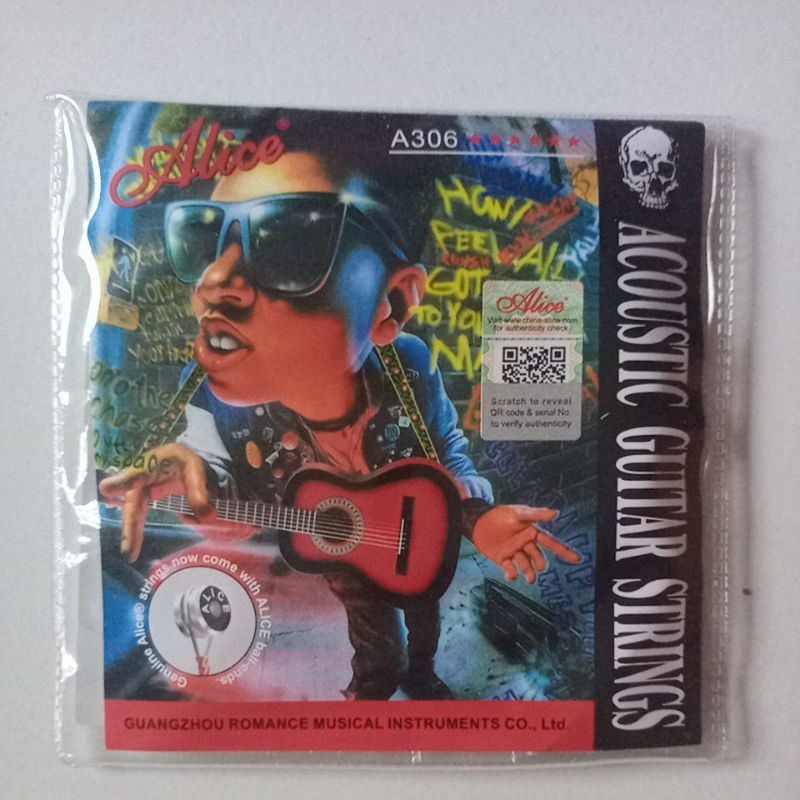 Alice®
A306 ★★★★★★
ACOUSTIC GUITAR STRINGS
HUNT
FEEL ALL
GOT
TO YOU
Alice®
Visit www.china-alice.com
for authenticity check
Scratch to reveal
QR code & serial No.
to verify authenticity
Genuine Alice® strings now come with ALICE ball-ends.
ALICE
GUANGZHOU ROMANCE MUSICAL INSTRUMENTS CO., Ltd.